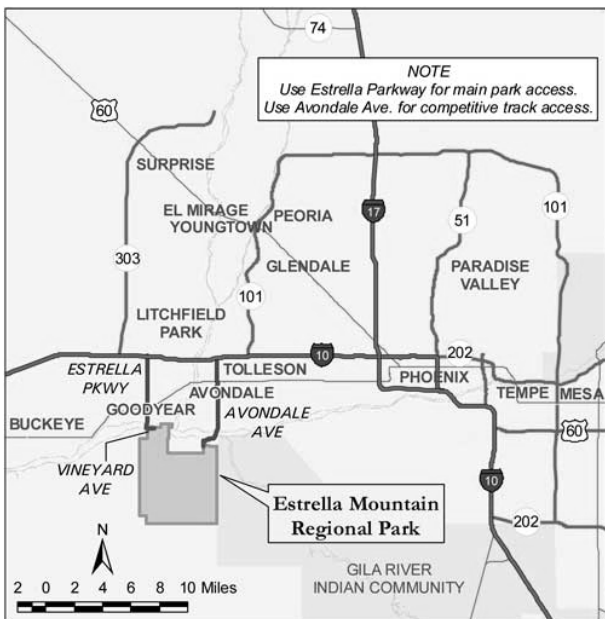 74
NOTE
Use Estrella Parkway for main park access.
Use Avondale Ave. for competitive track access.
60
SURPRISE
EL MIRAGE
YOUNGTOWN
PEORIA
17
51
101
303
GLENDALE
PARADISE
VALLEY
101
LITCHFIELD
PARK
ESTRELLA
PKWY
10
202
TOLLESON
PHOENIX
AVONDALE
TEMPE
MESA
GOODYEAR
AVONDALE
AVE
BUCKEYE
60
VINEYARD
AVE
10
Estrella Mountain
Regional Park
202
N
GILA RIVER
INDIAN COMMUNITY
2 0 2 4 6 8 10 Miles